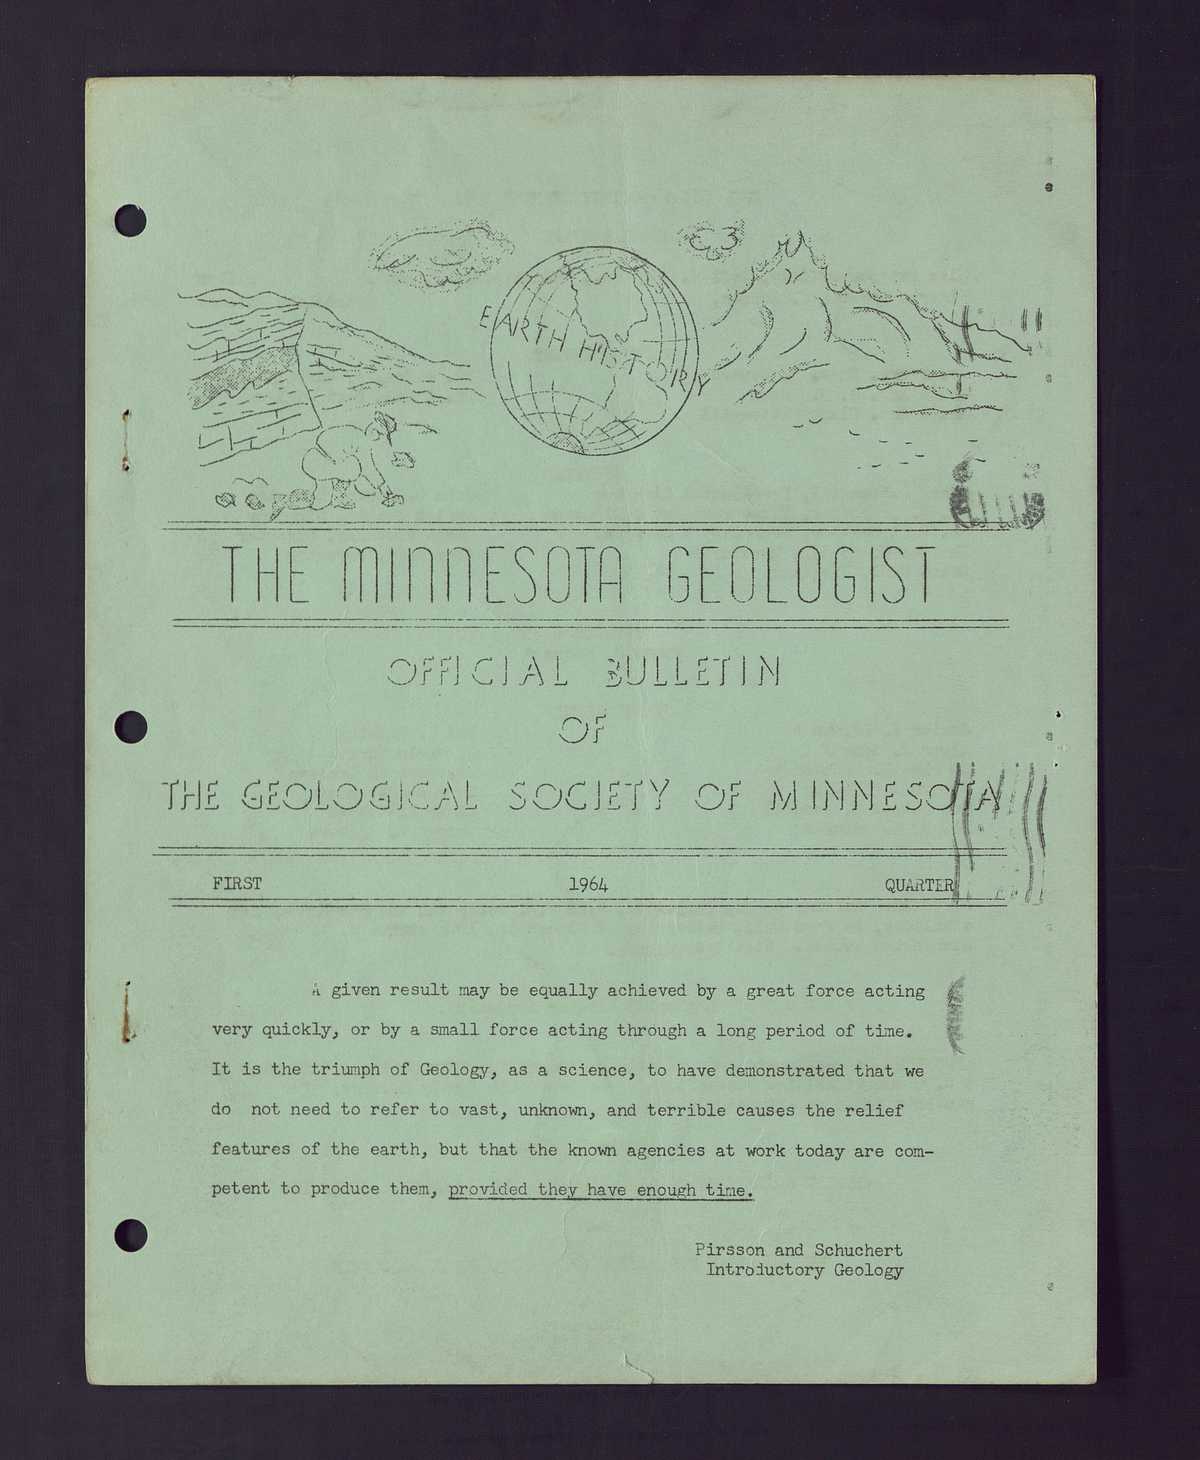 EARTH HISTORY
THE MINNESOTA GEOLOGIST
OFFICIAL BULLETIN
OF
THE GEOLOGICAL SOCIETY OF MINNESOTA
FIRST 1964 QUARTER
A given result may be equally achieved by a great force acting
very quickly, or by a small force acting through a long period of time.
It is the triumph of Geology, as a science, to have demonstrated that we
do not need to refer to vast, unknown, and terrible causes the relief
features of the earth, but that the known agencies at work today are com-
petent to produce them, provided they have enough time.
Pirsson and Schuchert
Introductory Geology